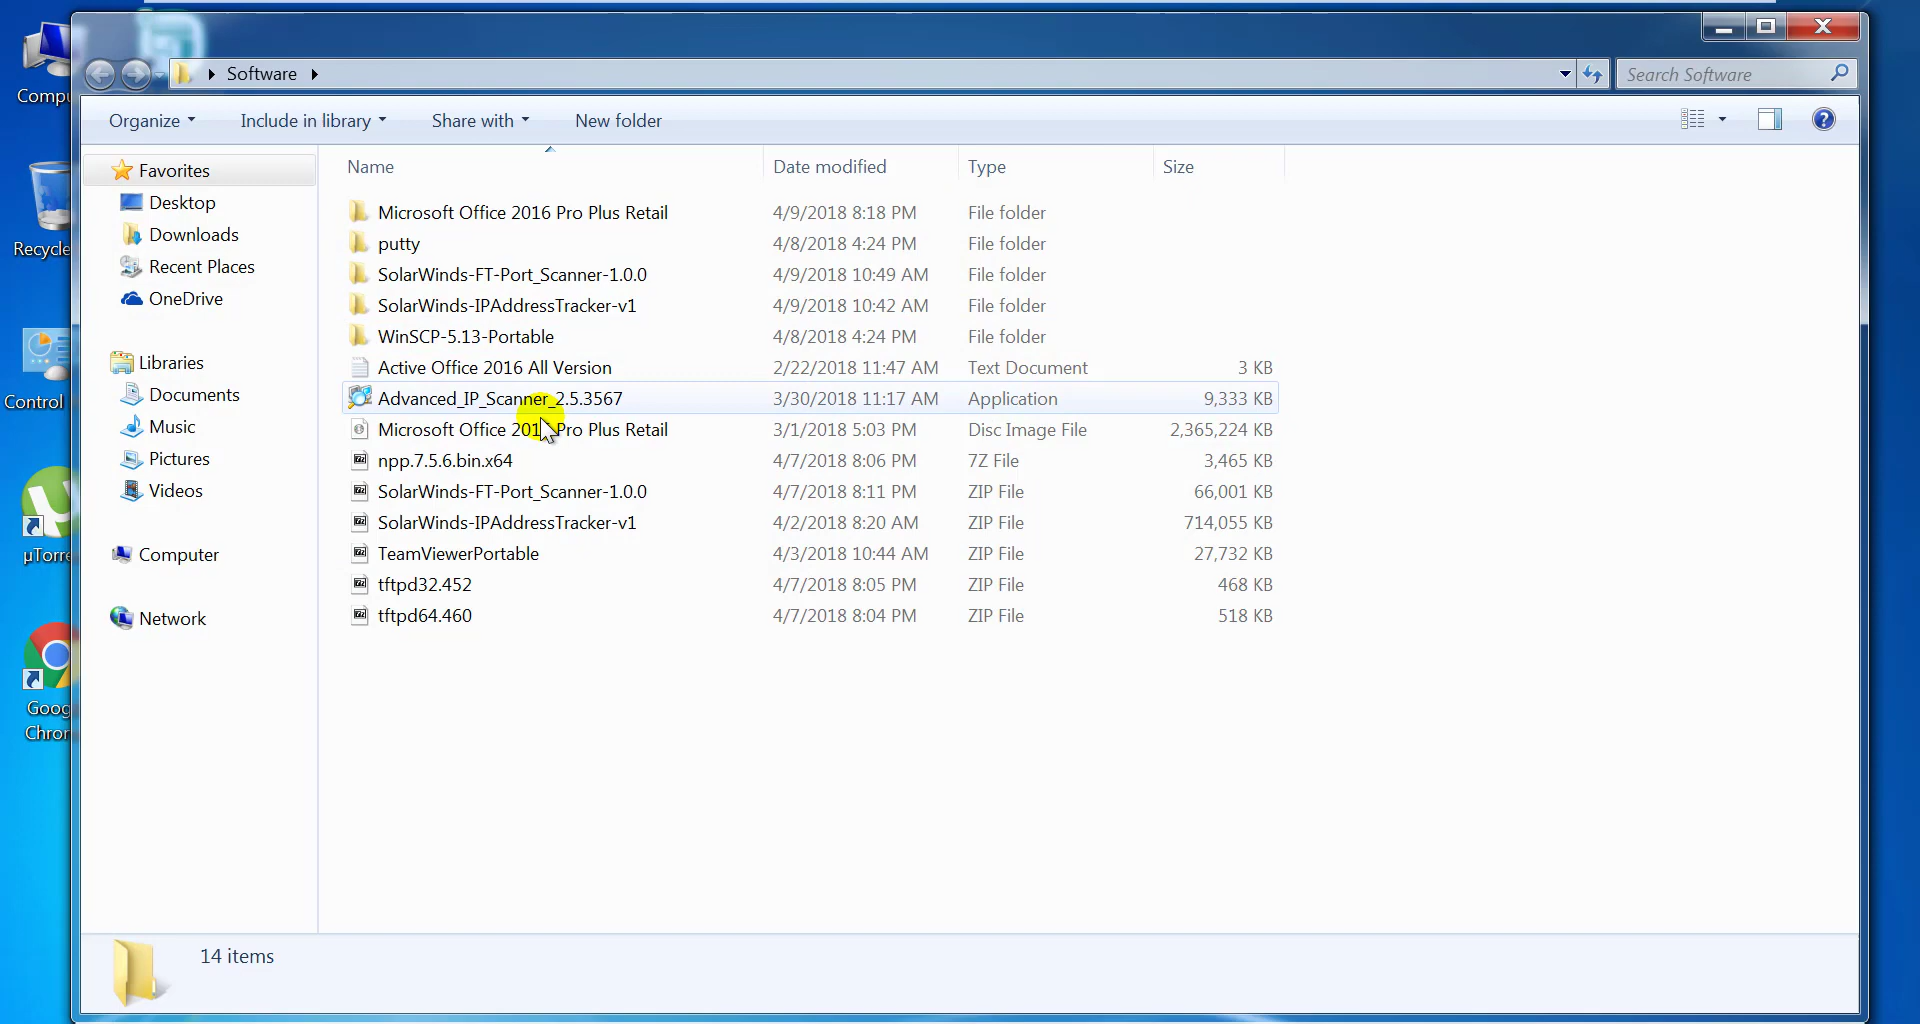 Software
Search Software
Organize Include in library Share with New folder
Name Date modified Type Size
Favorites
Desktop
Downloads
Recent Places
OneDrive
Libraries
Documents
Music
Pictures
Videos
Computer
Network
Microsoft Office 2016 Pro Plus Retail 4/9/2018 8:18 PM File folder
putty 4/8/2018 4:24 PM File folder
SolarWinds-FT-Port_Scanner-1.0.0 4/9/2018 10:49 AM File folder
SolarWinds-IPAddressTracker-v1 4/9/2018 10:42 AM File folder
WinSCP-5.13-Portable 4/8/2018 4:24 PM File folder
Active Office 2016 All Version 2/22/2018 11:47 AM Text Document 3 KB
Advanced_IP_Scanner_2.5.3567 3/30/2018 11:17 AM Application 9,333 KB
Microsoft Office Pro Plus Retail 3/1/2018 5:03 PM Disc Image File 2,365,224 KB
npp.7.5.6.bin.x64 4/7/2018 8:06 PM 7Z File 3,465 KB
SolarWinds-FT-Port_Scanner-1.0.0 4/7/2018 8:11 PM ZIP File 66,001 KB
SolarWinds-IPAddressTracker-v1 4/2/2018 8:20 AM ZIP File 714,055 KB
TeamViewerPortable 4/3/2018 10:44 AM ZIP File 27,732 KB
tftpd32.452 4/7/2018 8:05 PM ZIP File 468 KB
tftpd64.460 4/7/2018 8:04 PM ZIP File 518 KB
14 items
Compu
Recycle
Control
µTorre
Goog
Chron